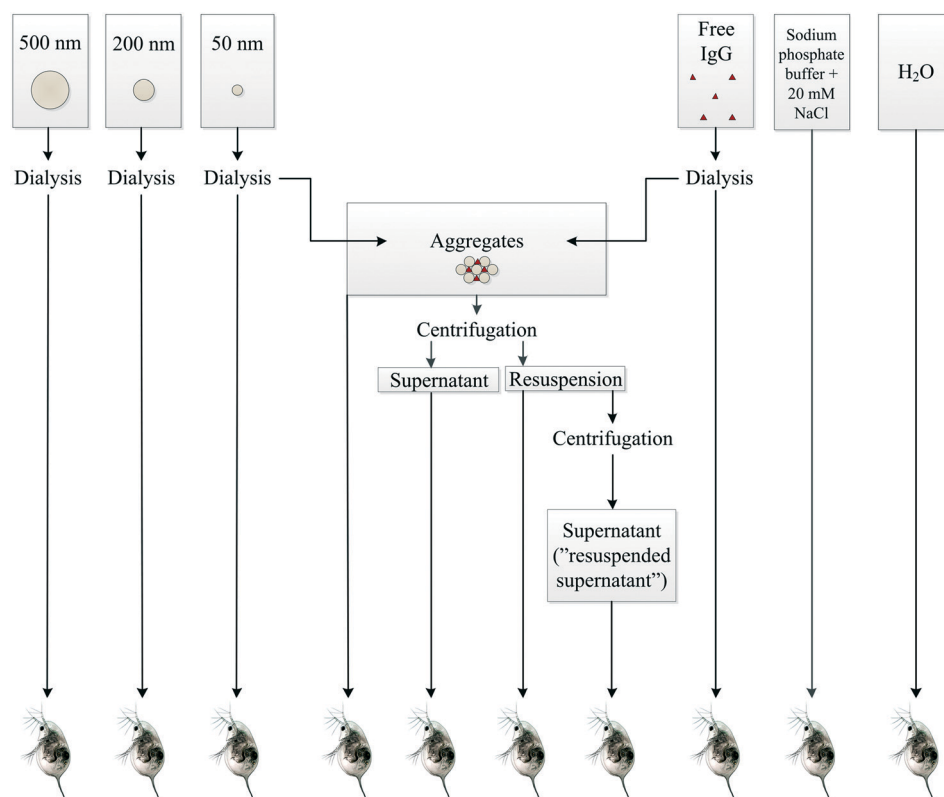 500 nm
200 nm
50 nm
Free
IgG
Sodium
phosphate
buffer +
20 mM
NaCl
H₂O
Dialysis
Dialysis
Dialysis
Dialysis
Aggregates
Centrifugation
Supernatant
Resuspension
Centrifugation
Supernatant
(”resuspended
supernatant”)